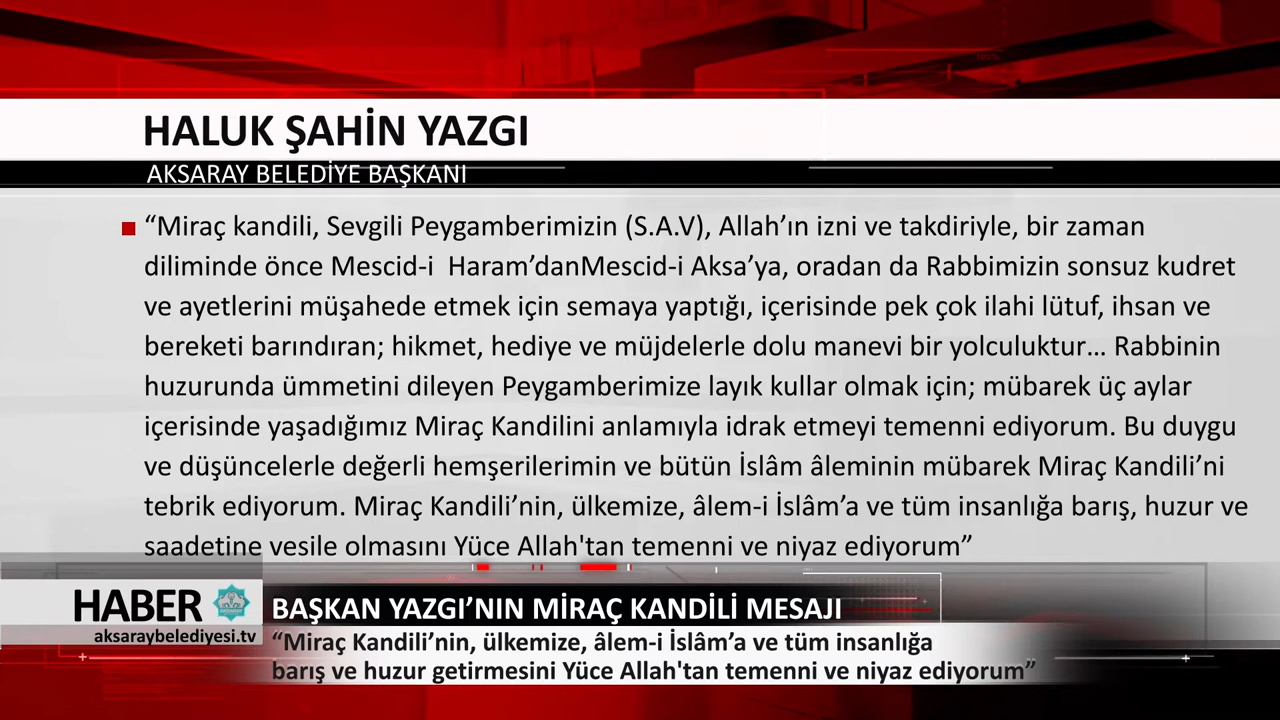 HALUK ŞAHİN YAZGI
AKSARAY BELEDİYE BAŞKANI
“Miraç kandili, Sevgili Peygamberimizin (S.A.V), Allah’ın izni ve takdiriyle, bir zaman
diliminde önce Mescid-i  Haram’danMescid-i Aksa’ya, oradan da Rabbimizin sonsuz kudret
ve ayetlerini müşahede etmek için semaya yaptığı, içerisinde pek çok ilahi lütuf, ihsan ve
bereketi barındıran; hikmet, hediye ve müjdelerle dolu manevi bir yolculuktur… Rabbinin
huzurunda ümmetini dileyen Peygamberimize layık kullar olmak için; mübarek üç aylar
içerisinde yaşadığımız Miraç Kandilini anlamıyla idrak etmeyi temenni ediyorum. Bu duygu
ve düşüncelerle değerli hemşerilerimin ve bütün İslâm âleminin mübarek Miraç Kandili’ni
tebrik ediyorum. Miraç Kandili’nin, ülkemize, âlem-i İslâm’a ve tüm insanlığa barış, huzur ve
saadetine vesile olmasını Yüce Allah'tan temenni ve niyaz ediyorum”
HABER
aksaraybelediyesi.tv
BAŞKAN YAZGI’NIN MİRAÇ KANDİLİ MESAJI
“Miraç Kandili’nin, ülkemize, âlem-i İslâm’a ve tüm insanlığa
barış ve huzur getirmesini Yüce Allah'tan temenni ve niyaz ediyorum”